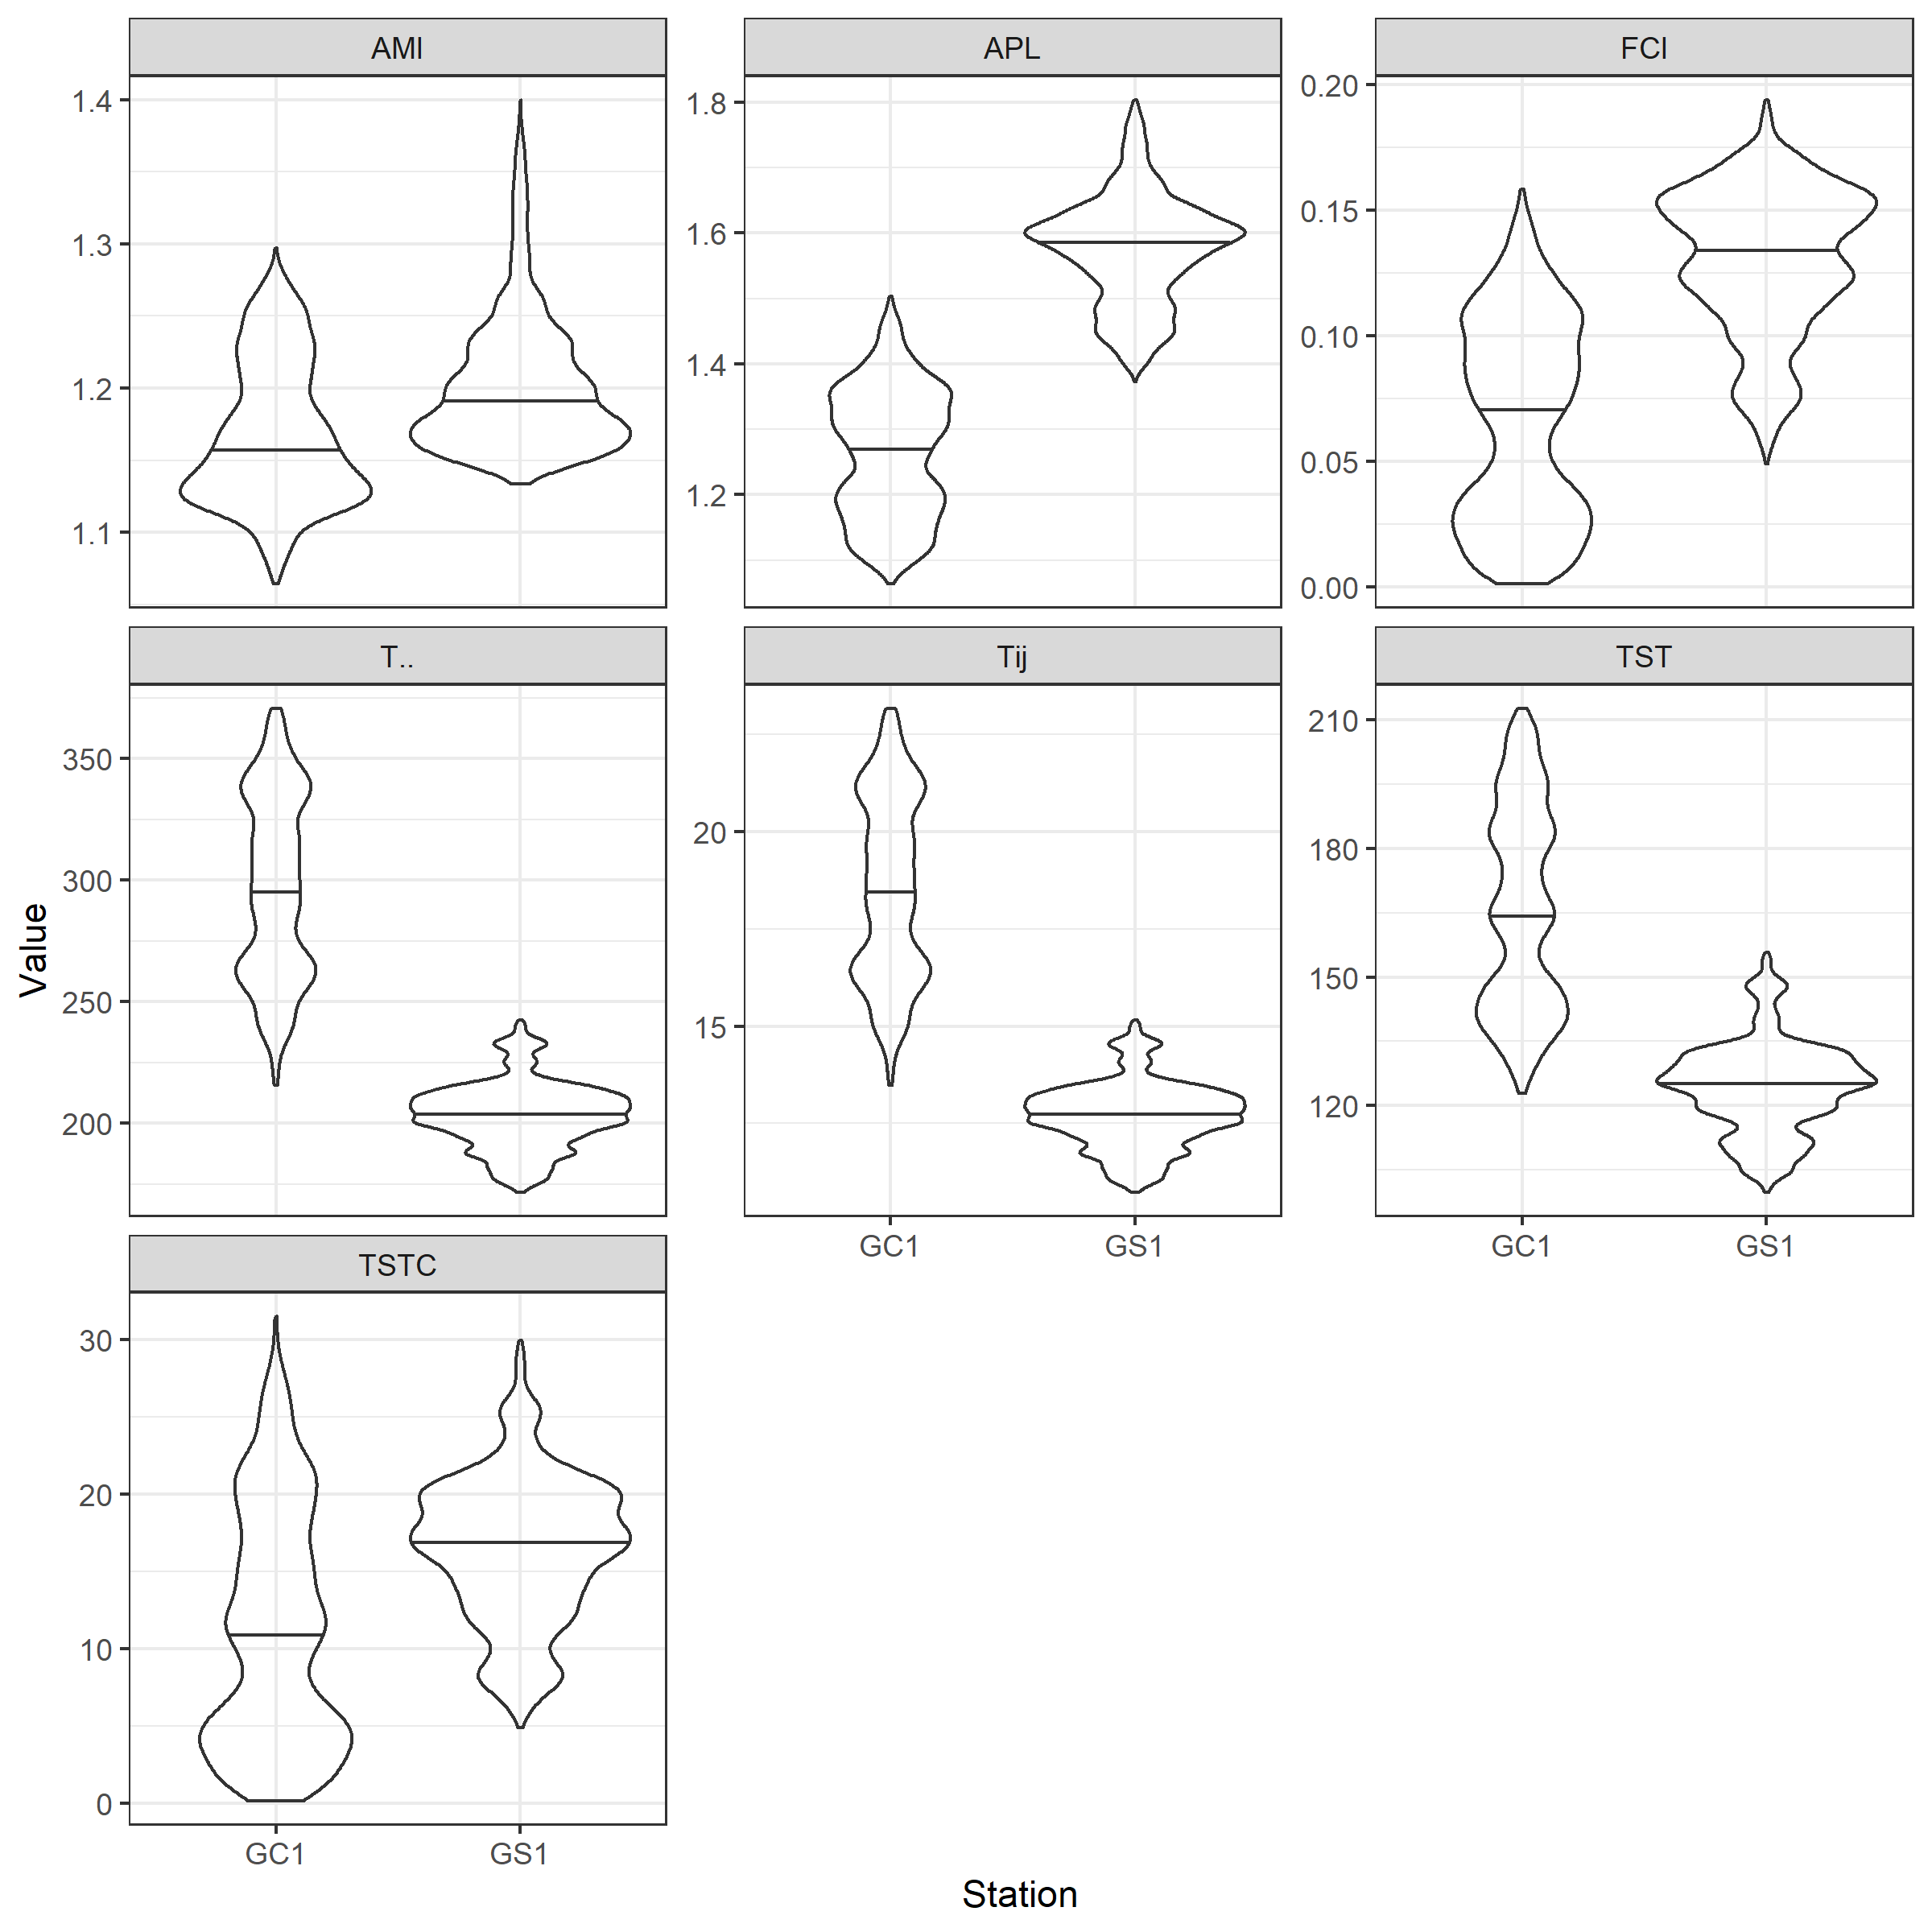 AMI
APL
FCI
1.4
1.3
1.2
1.1
1.8
1.6
1.4
1.2
0.20
0.15
0.10
0.05
0.00
T..
Tij
TST
350
300
250
200
20
15
210
180
150
120
GC1 GS1
GC1 GS1
TSTC
30
20
10
0
GC1 GS1
Value
Station